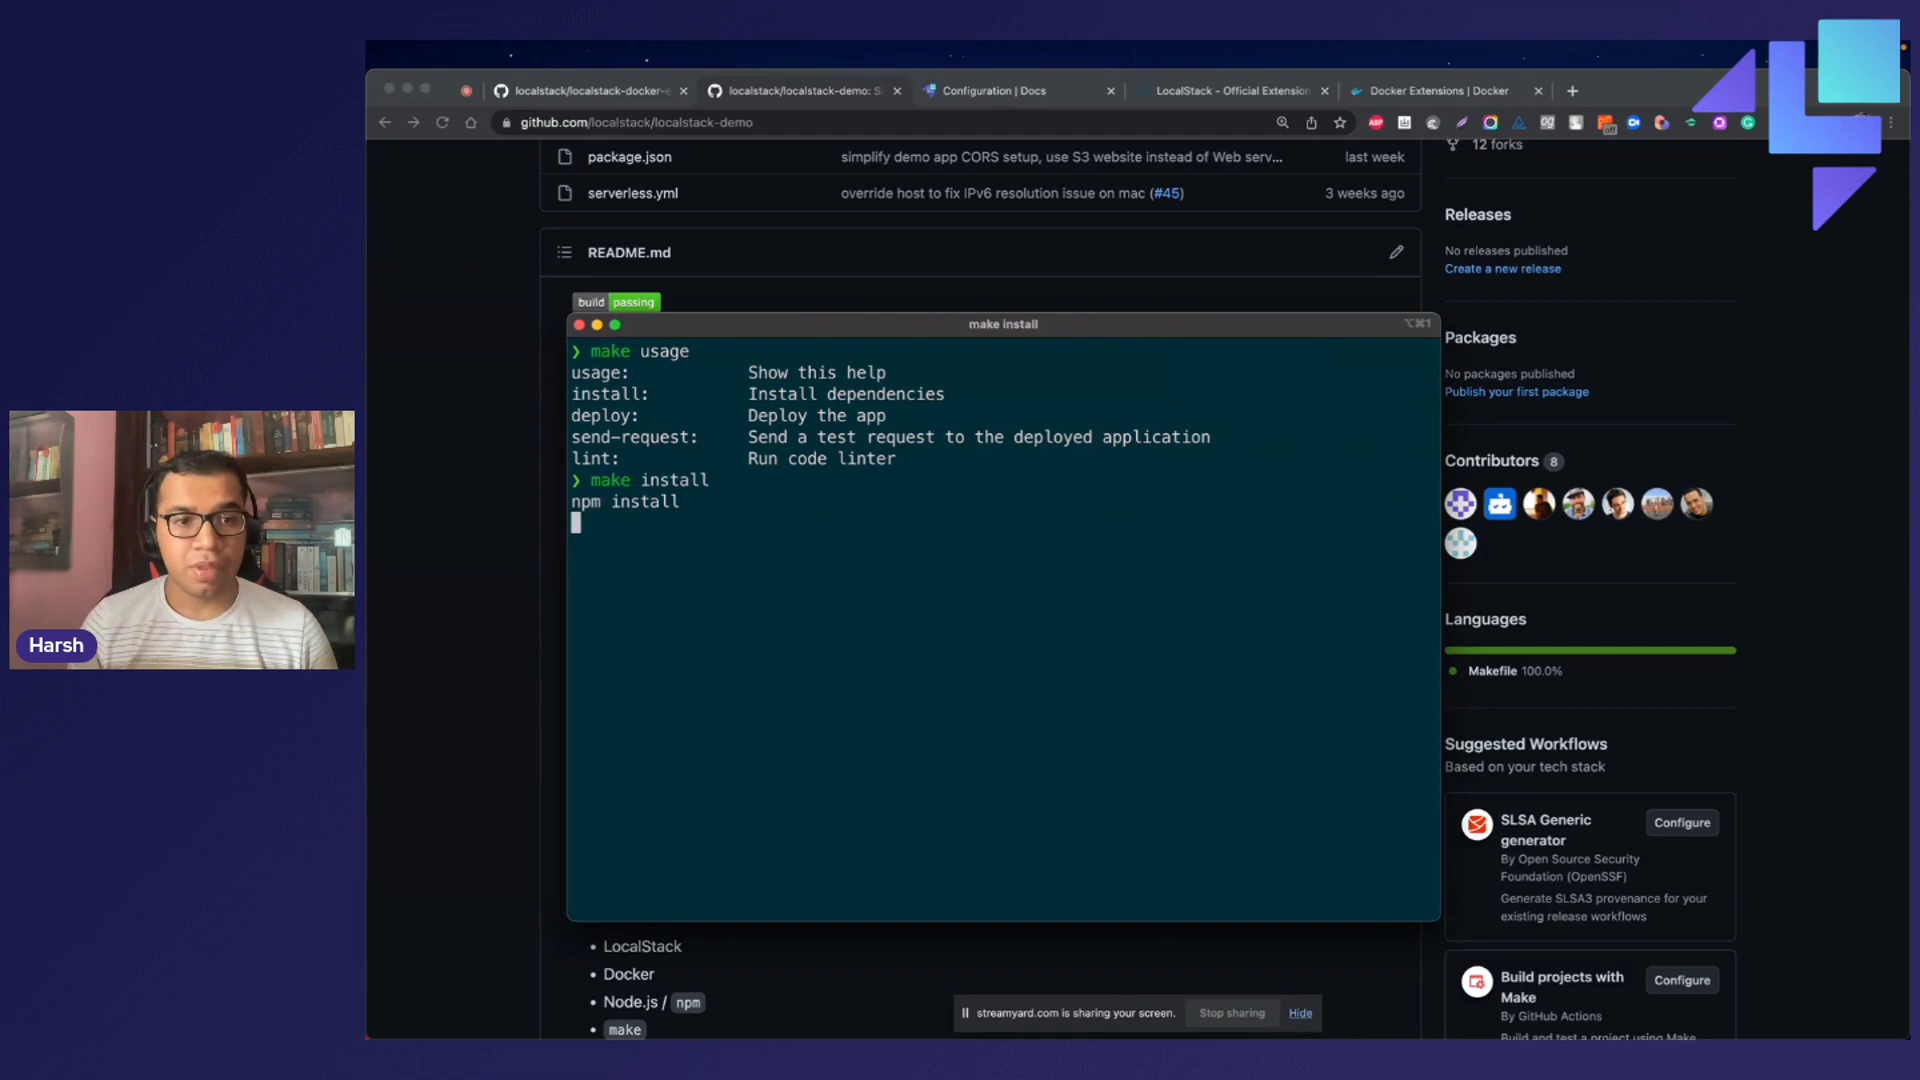 localstack/localstack-docker-e
localstack/localstack-demo: S
Configuration | Docs
LocalStack - Official Extension
Docker Extensions | Docker
github.com/localstack/localstack-demo
package.json simplify demo app CORS setup, use S3 website instead of Web serv... last week
serverless.yml override host to fix IPv6 resolution issue on mac (#45) 3 weeks ago
README.md
build passing
make install
⌥⌘1
❯ make usage
usage: Show this help
install: Install dependencies
deploy: Deploy the app
send-request: Send a test request to the deployed application
lint: Run code linter
❯ make install
npm install
• LocalStack
• Docker
• Node.js / npm
• make
12 forks
Releases
No releases published
Create a new release
Packages
No packages published
Publish your first package
Contributors 8
Languages
Makefile 100.0%
Suggested Workflows
Based on your tech stack
SLSA Generic
generator
Configure
By Open Source Security
Foundation (OpenSSF)
Generate SLSA3 provenance for your
existing release workflows
Build projects with
Make
Configure
By GitHub Actions
Build and test a project using Make.
streamyard.com is sharing your screen.
Stop sharing
Hide
Harsh
ABP